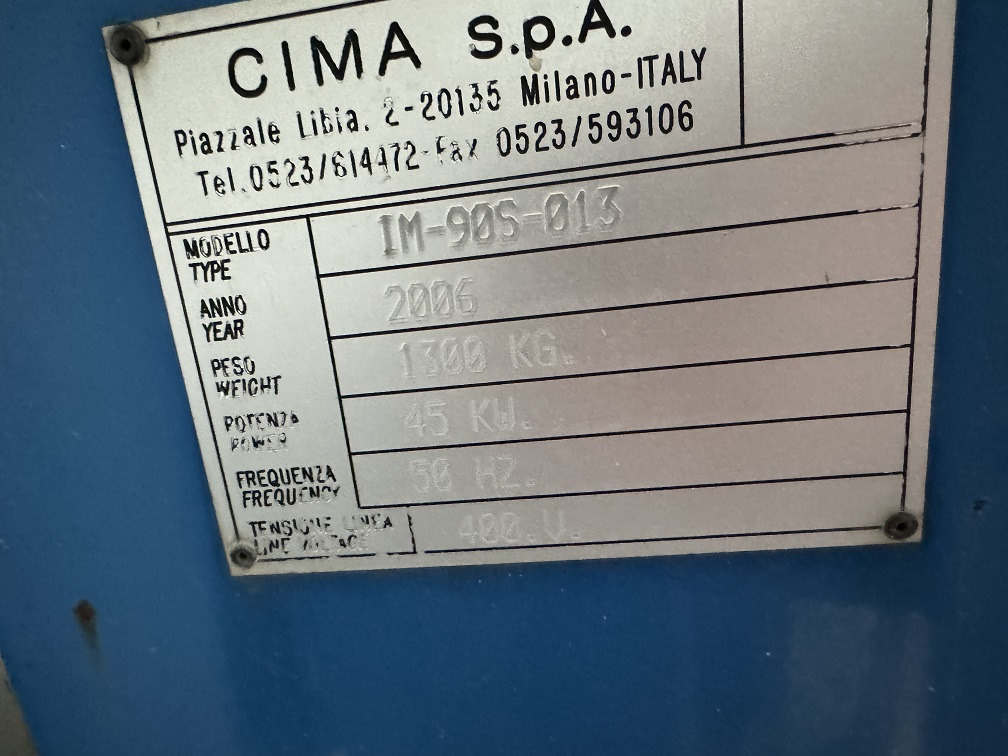 CIMA S.p.A.
Piazzale Libia, 2-20135 Milano-ITALY
Tel.0523/614472-Fax 0523/593106
MODELLO
TYPE
IM-90S-013
ANNO
YEAR
2006
PESO
WEIGHT
1300 KG.
POTENZA
POWER
45 KW.
FREQUENZA
FREQUENCY
50 HZ.
TENSIONE LINEA
LINE VOLTAGE
400.V.